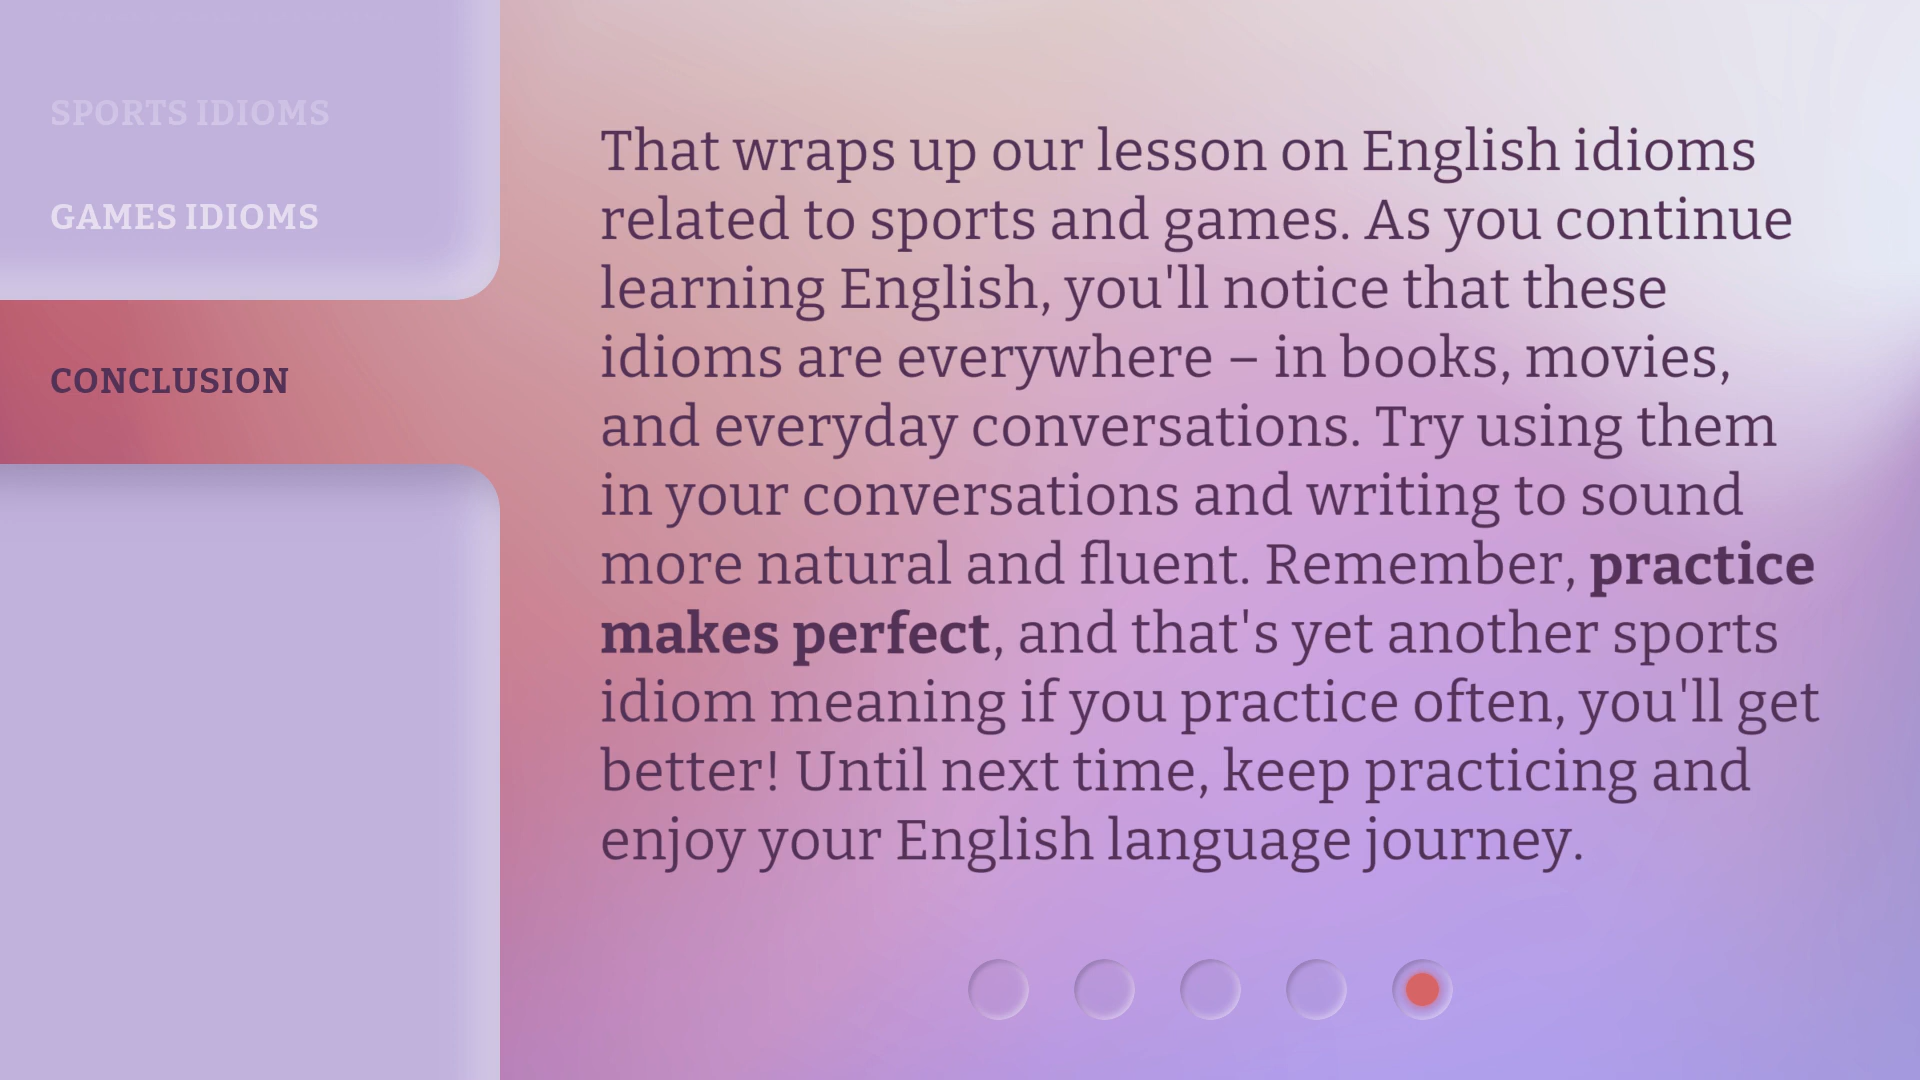 SPORTS IDIOMS
GAMES IDIOMS
CONCLUSION
That wraps up our lesson on English idioms
related to sports and games. As you continue
learning English, you'll notice that these
idioms are everywhere – in books, movies,
and everyday conversations. Try using them
in your conversations and writing to sound
more natural and fluent. Remember, practice
makes perfect, and that's yet another sports
idiom meaning if you practice often, you'll get
better! Until next time, keep practicing and
enjoy your English language journey.